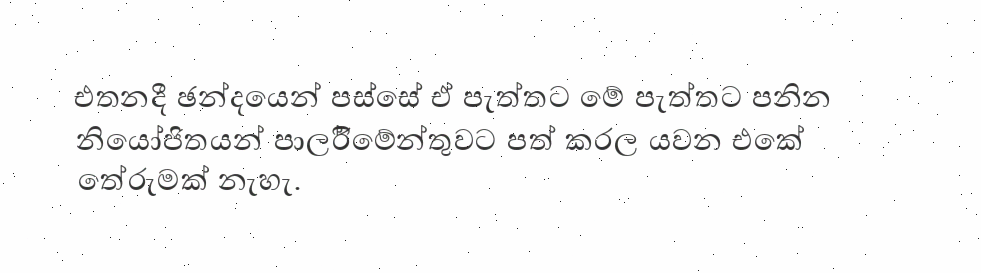 එතනදී ඡන්දයෙන් පස්සේ ඒ පැත්තට මේ පැත්තට පනින
නියෝජිතයන් පාලර්ිමේන්තුවට පත් කරල යවන එකේ
තේරුමක් නැහැ.